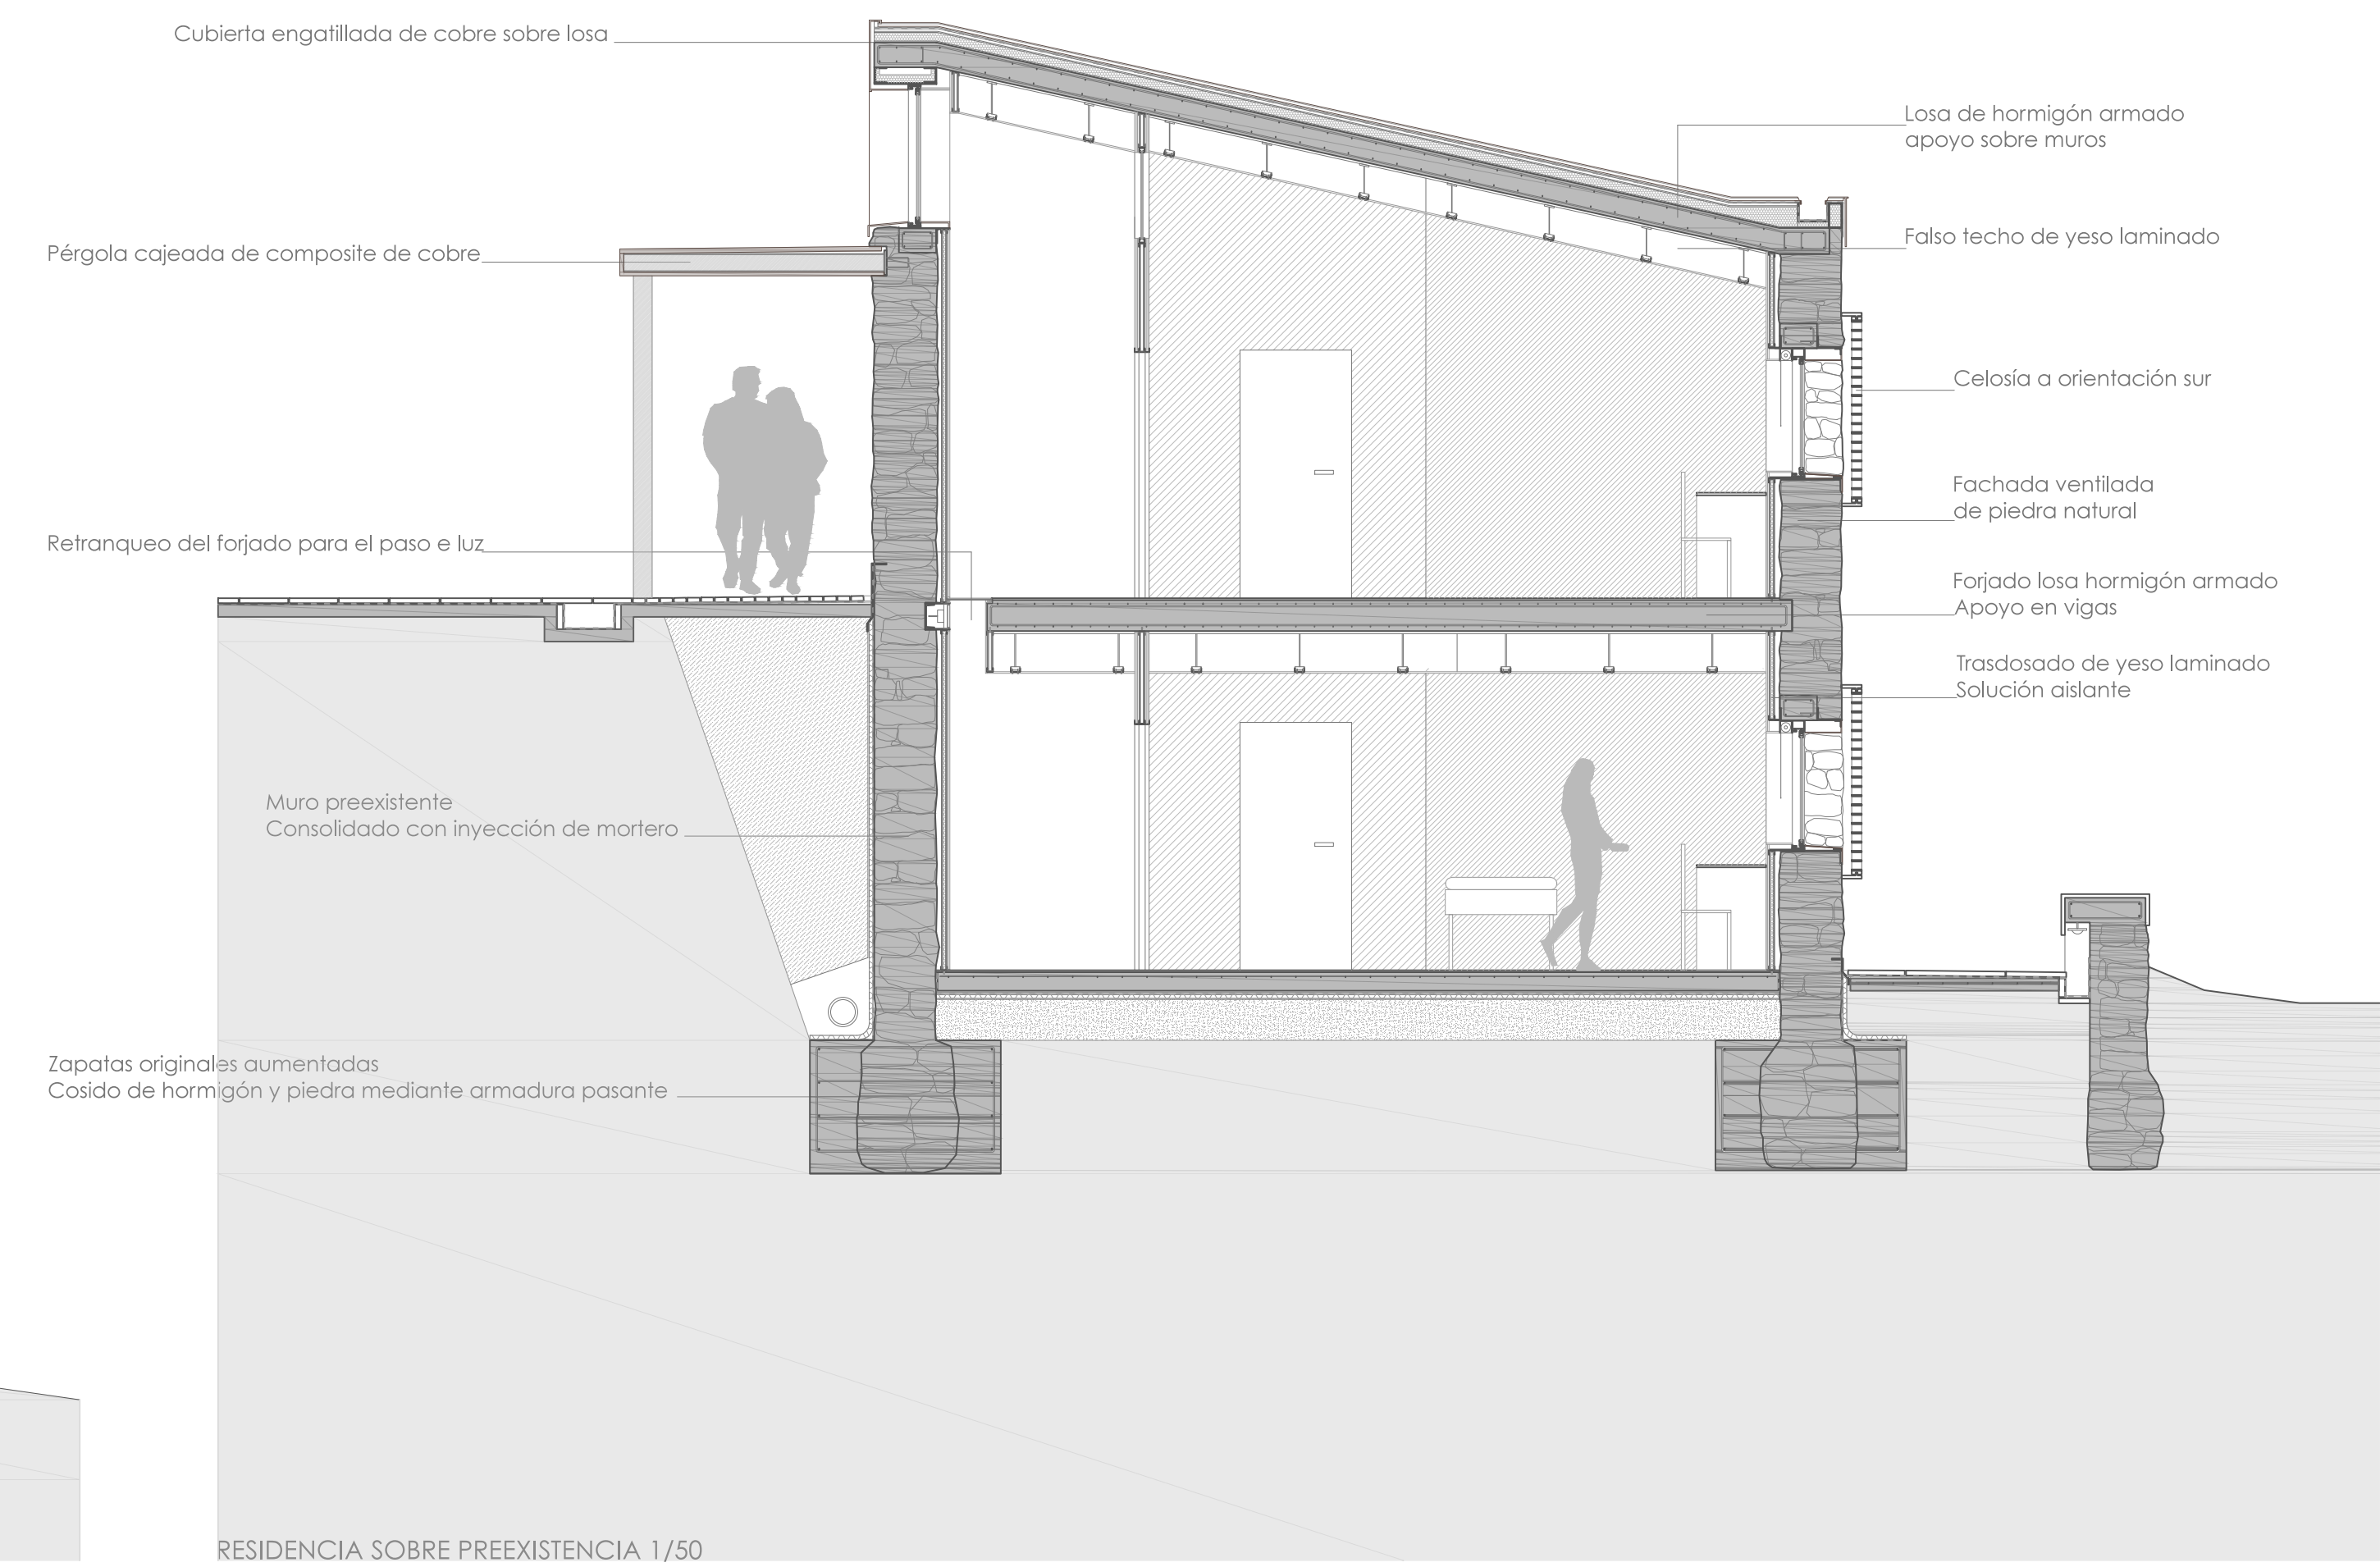 Cubierta engatillada de cobre sobre losa
Losa de hormigón armado
apoyo sobre muros
Pérgola cajeada de composite de cobre
Falso techo de yeso laminado
Celosía a orientación sur
Fachada ventilada
de piedra natural
Retranqueo del forjado para el paso e luz
Forjado losa hormigón armado
Apoyo en vigas
Trasdosado de yeso laminado
Solución aislante
Muro preexistente
Consolidado con inyección de mortero
Zapatas originales aumentadas
Cosido de hormigón y piedra mediante armadura pasante
RESIDENCIA SOBRE PREEXISTENCIA 1/50